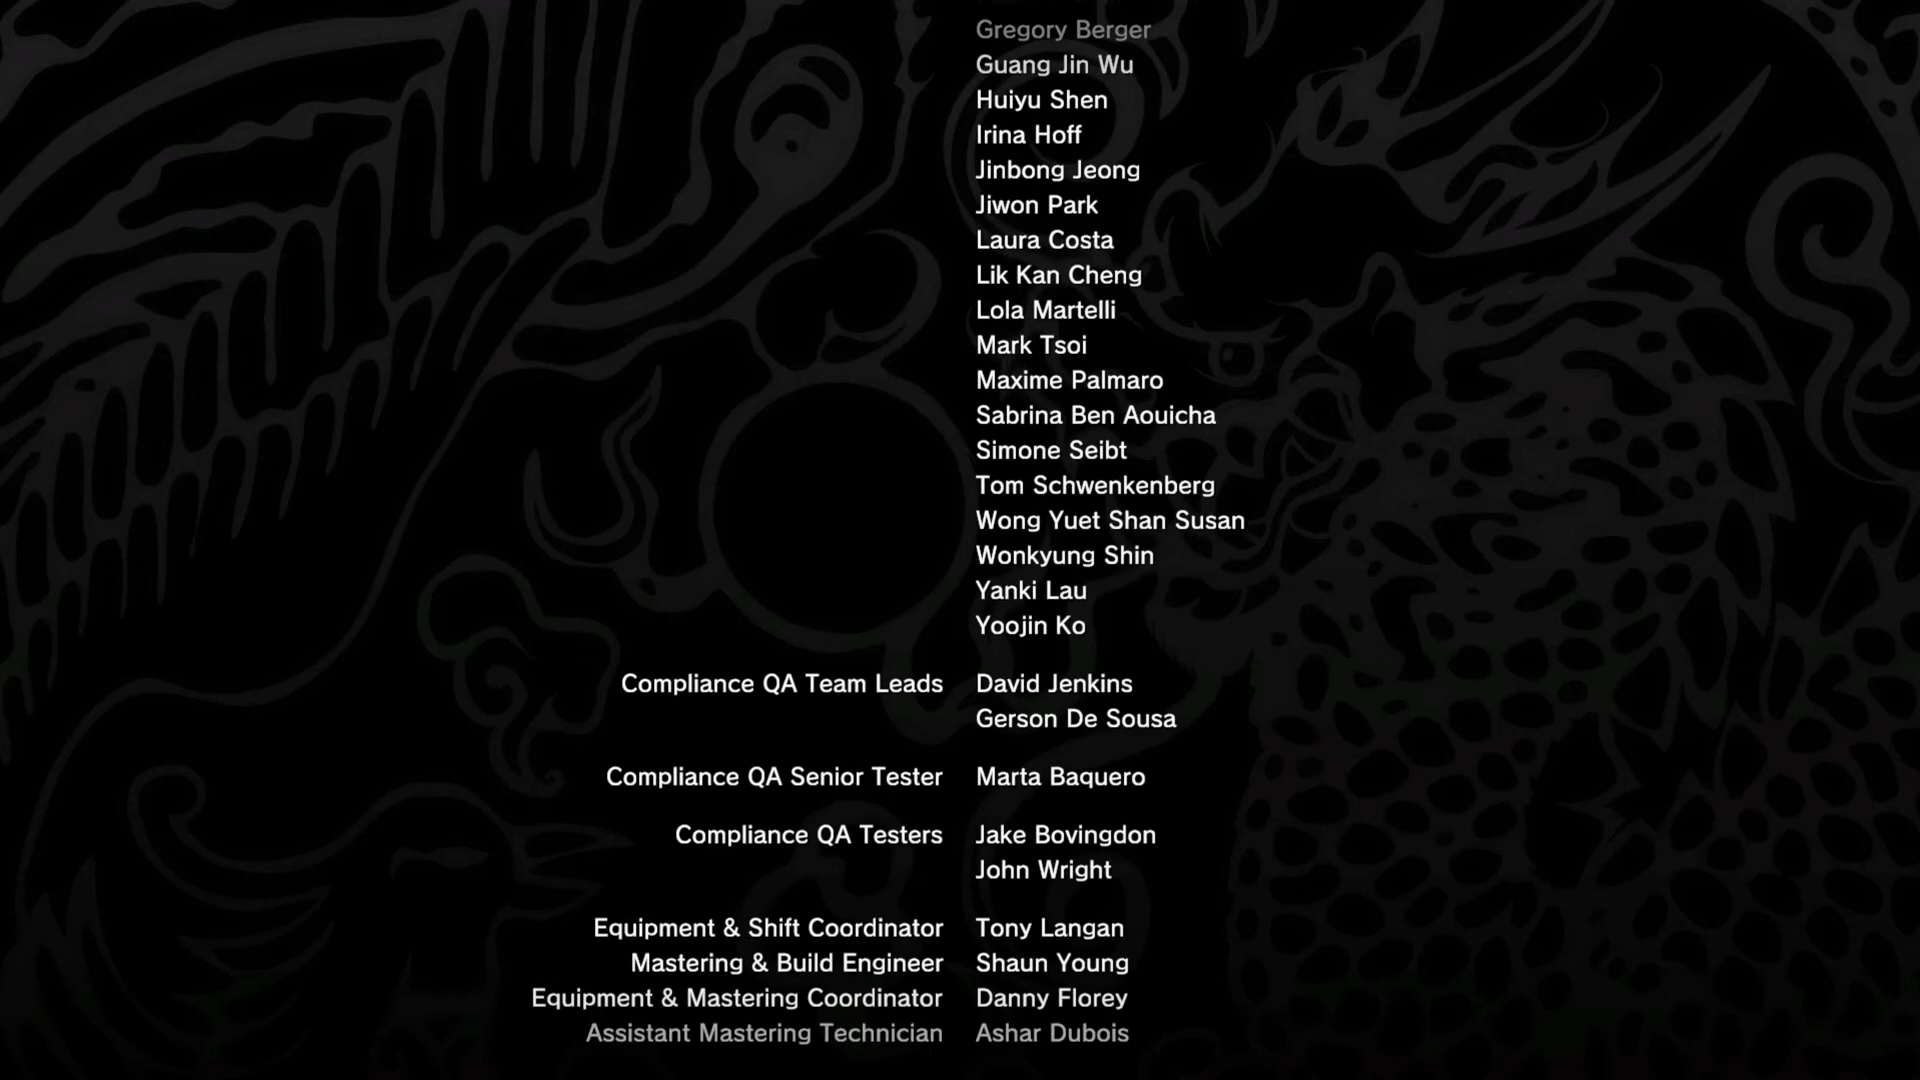 Gregory Berger
Guang Jin Wu
Huiyu Shen
Irina Hoff
Jinbong Jeong
Jiwon Park
Laura Costa
Lik Kan Cheng
Lola Martelli
Mark Tsoi
Maxime Palmaro
Sabrina Ben Aouicha
Simone Seibt
Tom Schwenkenberg
Wong Yuet Shan Susan
Wonkyung Shin
Yanki Lau
Yoojin Ko
Compliance QA Team Leads David Jenkins
Gerson De Sousa
Compliance QA Senior Tester Marta Baquero
Compliance QA Testers Jake Bovingdon
John Wright
Equipment & Shift Coordinator Tony Langan
Mastering & Build Engineer Shaun Young
Equipment & Mastering Coordinator Danny Florey
Assistant Mastering Technician Ashar Dubois